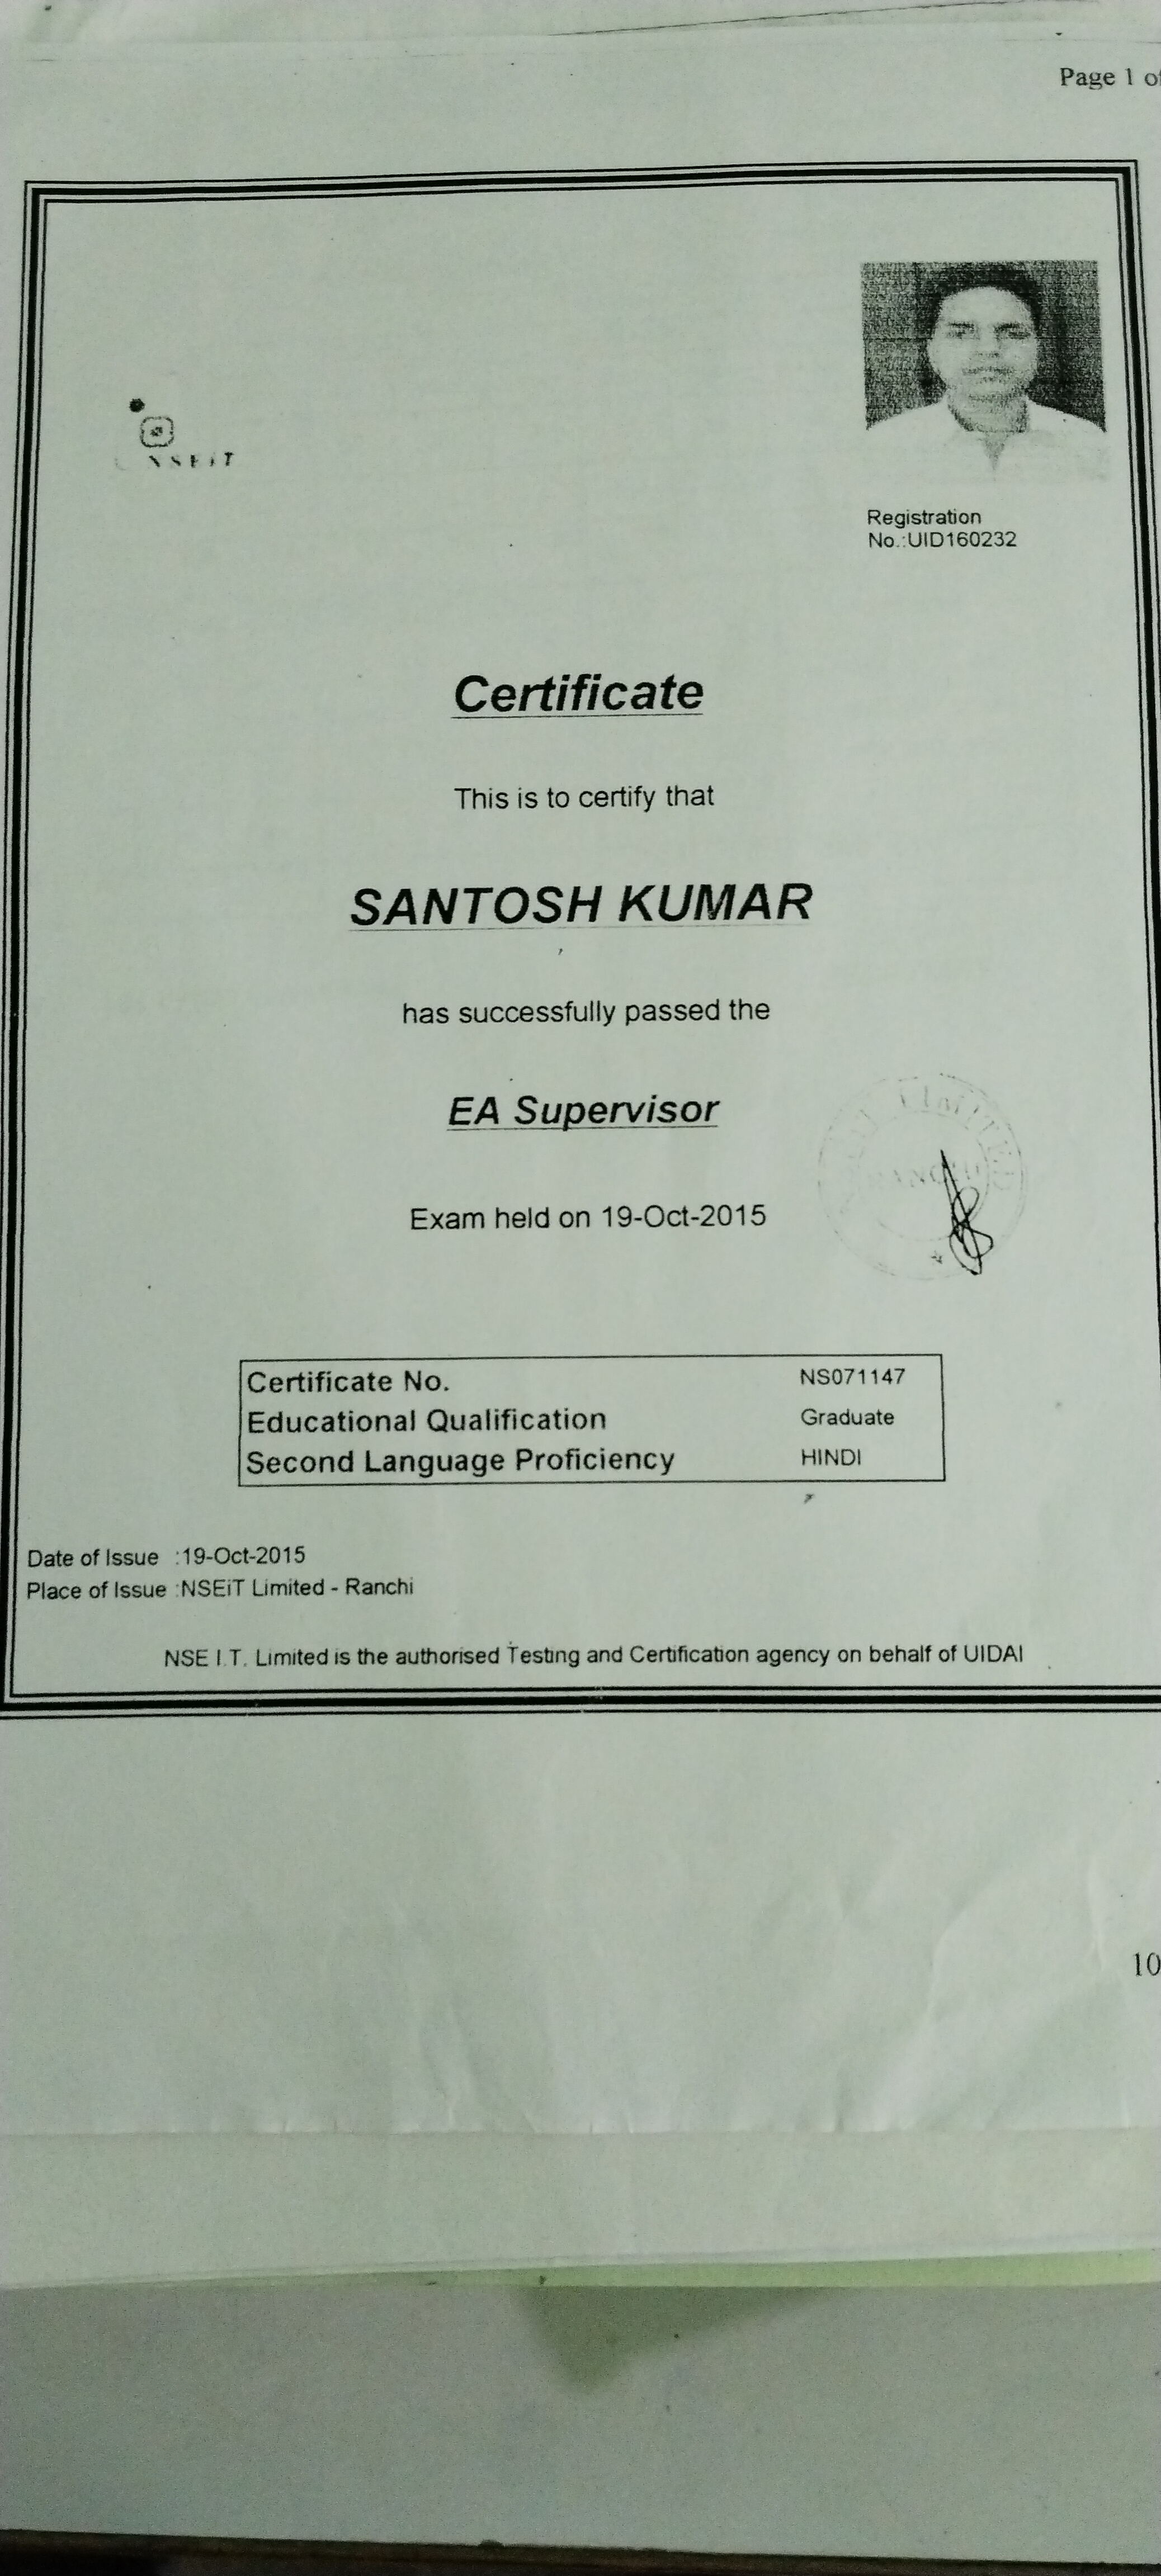 Page 1 of
NSEiT
Registration
No.:UID160232
Certificate
This is to certify that
SANTOSH KUMAR
has successfully passed the
EA Supervisor
LIMITED
RANCHI
Exam held on 19-Oct-2015
Certificate No. NS071147
Educational Qualification Graduate
Second Language Proficiency HINDI
Date of Issue :19-Oct-2015
Place of Issue :NSEiT Limited - Ranchi
NSE I.T. Limited is the authorised Testing and Certification agency on behalf of UIDAI
10